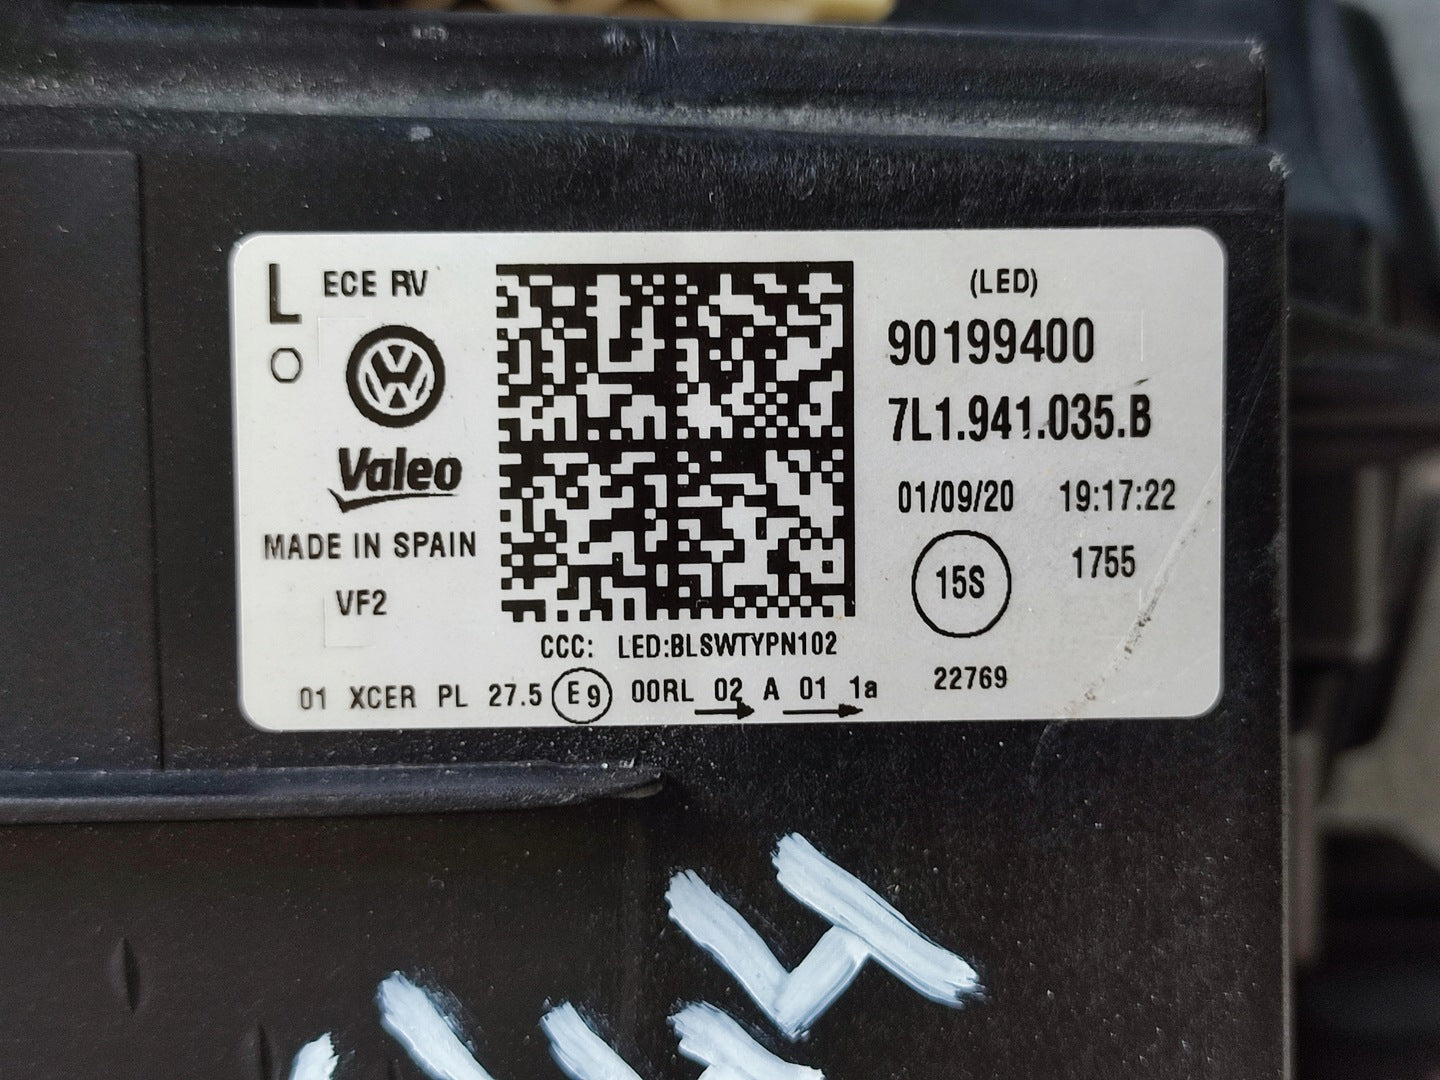 L ECE RV
O
Valeo
MADE IN SPAIN
VF2
(LED)
90199400
7L1.941.035.B
01/09/20 19:17:22
15S 1755
CCC: LED:BLSWTYPN102
01 XCER PL 27.5 E9 00RL 02 A 01 1a
22769